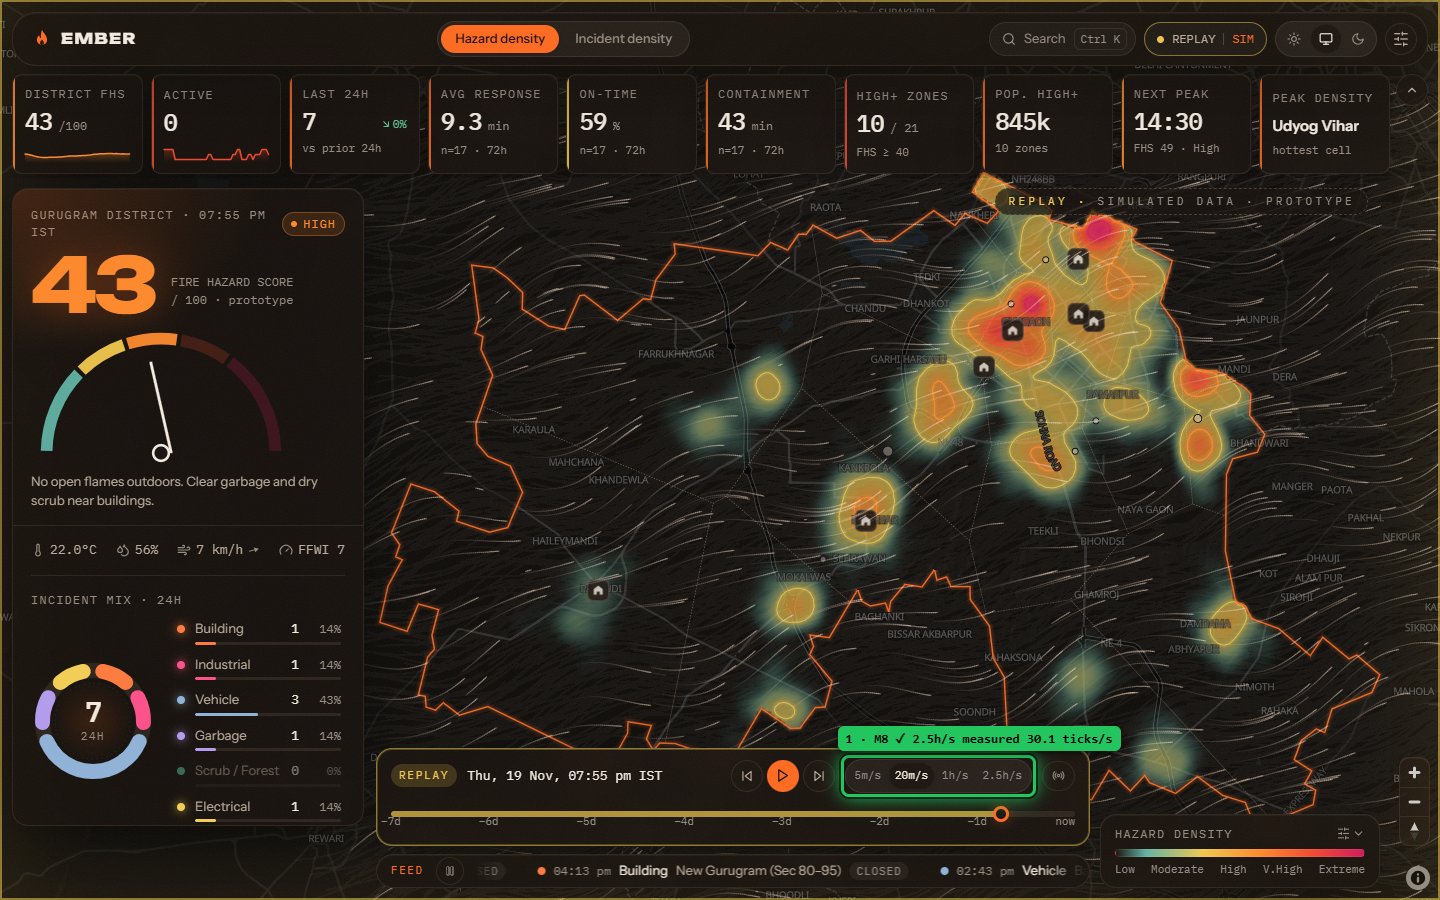 EMBER
Hazard density
Incident density
Search Ctrl K
REPLAY | SIM
DISTRICT FHS
43 /100
ACTIVE
0
LAST 24H
7 ↘0%
vs prior 24h
AVG RESPONSE
9.3 min
n=17 · 72h
ON-TIME
59 %
n=17 · 72h
CONTAINMENT
43 min
n=17 · 72h
HIGH+ ZONES
10 / 21
FHS ≥ 40
POP. HIGH+
845k
10 zones
NEXT PEAK
14:30
FHS 49 · High
PEAK DENSITY
Udyog Vihar
hottest cell
GURUGRAM DISTRICT · 07:55 PM
IST
HIGH
43
FIRE HAZARD SCORE
/ 100 · prototype
No open flames outdoors. Clear garbage and dry
scrub near buildings.
22.0°C 56% 7 km/h → FFWI 7
INCIDENT MIX · 24H
Building 1 14%
Industrial 1 14%
Vehicle 3 43%
Garbage 1 14%
Scrub / Forest 0 0%
Electrical 1 14%
7
24H
REPLAY · SIMULATED DATA · PROTOTYPE
NH248BB
RANGPURI
RAOTA
NANKHERI
TEDKI
CHANDU
DHANKOT
JAUNPUR
FARRUKHNAGAR
GARHI HARSARU
MANDI
DERA
KARAULA
SOHNA ROAD
BHANDWARI
MAHCHANA
KHANDEWLA
KANKROLA
MANGER
PAOTA
NAYA GAON
PAKHAL
TEEKLI
NEKPUR
HAILEYMANDI
BHONDSI
SEHRAWAN
DHAUJ
MOKALWAS
KOT
ALAM PUR
GHAMROJ
SIROHI
BAGHANKI
DAMDAMA
BISSAR AKBARPUR
NE 4
ABHYAPUR
KAHAKSONA
NIMOTH
MAHOLA
SOONDH
RAHAKA
REWARI
1 · M8 ✓ 2.5h/s measured 30.1 ticks/s
REPLAY Thu, 19 Nov, 07:55 pm IST
5m/s 20m/s 1h/s 2.5h/s
−7d −6d −5d −4d −3d −2d −1d now
FEED
04:13 pm Building New Gurugram (Sec 80–95) CLOSED
02:43 pm Vehicle
HAZARD DENSITY
Low Moderate High V.High Extreme